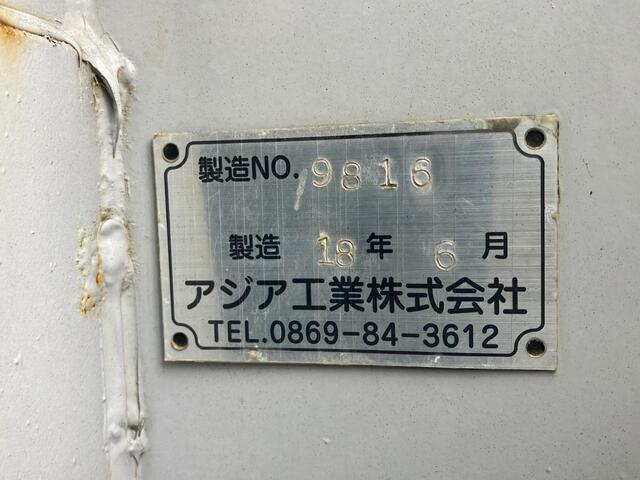 製造NO. 9816
製造 18 年 6 月
アジア工業株式会社
TEL.0869-84-3612